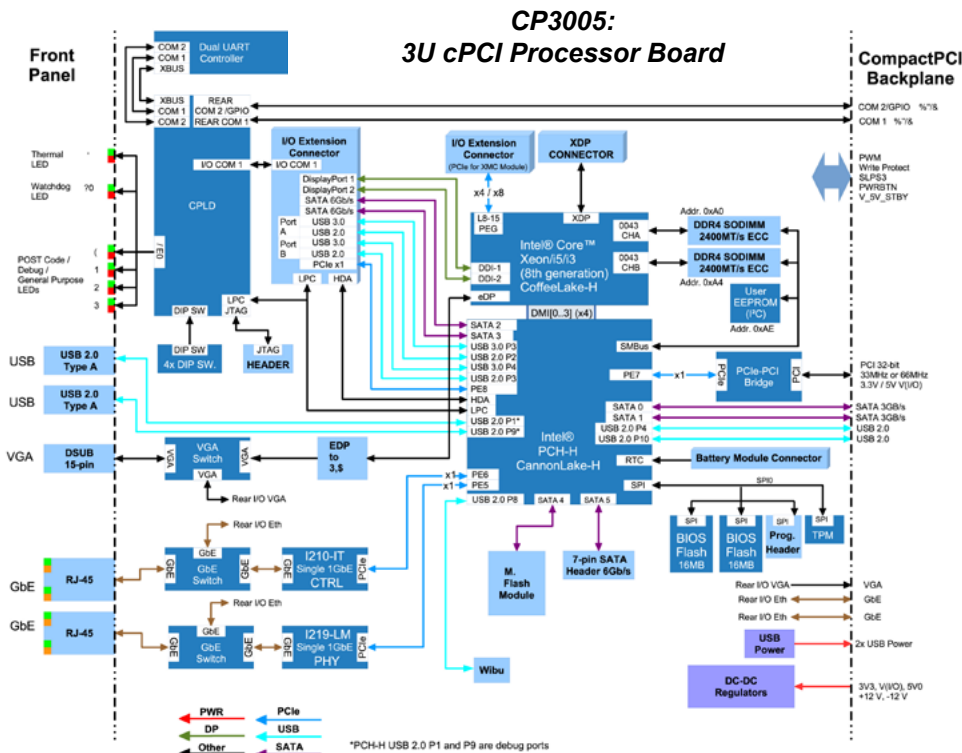 CP3005:
3U cPCI Processor Board
Front
Panel
CompactPCI
Backplane
COM 2
COM 1
XBUS
Dual UART
Controller
XBUS
COM 1
COM 2
REAR
COM 2 /GPIO
REAR COM 1
I/O COM 1
CPLD
DIP SW
LPC
JTAG
DIP SW
4x DIP SW.
JTAG
HEADER
Thermal
LED
Watchdog
LED
?0
POST Code /
Debug /
General Purpose
LEDs
(
1
2
3
I/O Extension
Connector
I/O COM 1
DisplayPort 1
DisplayPort 2
SATA 6Gb/s
SATA 6Gb/s
Port
A
USB 3.0
USB 2.0
Port
B
USB 3.0
USB 2.0
PCIe x1
LPC
HDA
I/O Extension
Connector
(PCIe for XMC Module)
x4 / x8
XDP
CONNECTOR
L8-15
PEG
XDP
Intel® Core™
Xeon/i5/i3
(8th generation)
CoffeeLake-H
DDI-1
DDI-2
eDP
0043
CHA
0043
CHB
Addr. 0xA0
DDR4 SODIMM
2400MT/s ECC
DDR4 SODIMM
2400MT/s ECC
Addr. 0xA4
User
EEPROM
(I²C)
Addr. 0xAE
DMI[0..3] (x4)
SATA 2
SATA 3
USB 3.0 P3
USB 2.0 P2
USB 3.0 P4
USB 2.0 P3
PE8
HDA
LPC
USB 2.0 P1*
USB 2.0 P9*
PE6
PE5
USB 2.0 P8
SATA 4
SATA 5
SMBus
PE7
SATA 0
SATA 1
USB 2.0 P4
USB 2.0 P10
RTC
SPI
Intel®
PCH-H
CannonLake-H
x1
PCIe
PCIe-PCI
Bridge
PCI
Battery Module Connector
SPI0
SPI
BIOS
Flash
16MB
SPI
BIOS
Flash
16MB
SPI
Prog.
Header
SPI
TPM
COM 2/GPIO
COM 1
PWM
Write Protect
SLPS3
PWRBSTN
V_5V_STBY
PCI 32-bit
33MHz or 66MHz
3.3V / 5V V(I/O)
SATA 3GB/s
SATA 3GB/s
USB 2.0
USB 2.0
USB
USB 2.0
Type A
USB
USB 2.0
Type A
VGA
DSUB
15-pin
VGA
VGA
Switch
VGA
VGA
Rear I/O VGA
EDP
to
3,$
x1
x1
Rear I/O Eth
GbE
RJ-45
GbE
GbE
GbE
Switch
GbE
GbE
I210-IT
Single 1GbE
CTRL
PCIe
Rear I/O Eth
GbE
RJ-45
GbE
GbE
GbE
Switch
GbE
GbE
I219-LM
Single 1GbE
PHY
PCIe
M.
Flash
Module
7-pin SATA
Header 6Gb/s
Wibu
Rear I/O VGA
VGA
Rear I/O Eth
GbE
Rear I/O Eth
GbE
USB
Power
2x USB Power
DC-DC
Regulators
3V3, V(I/O), 5V0
+12 V, -12 V
PWR
PCIe
DP
USB
Other
SATA
*PCH-H USB 2.0 P1 and P9 are debug ports